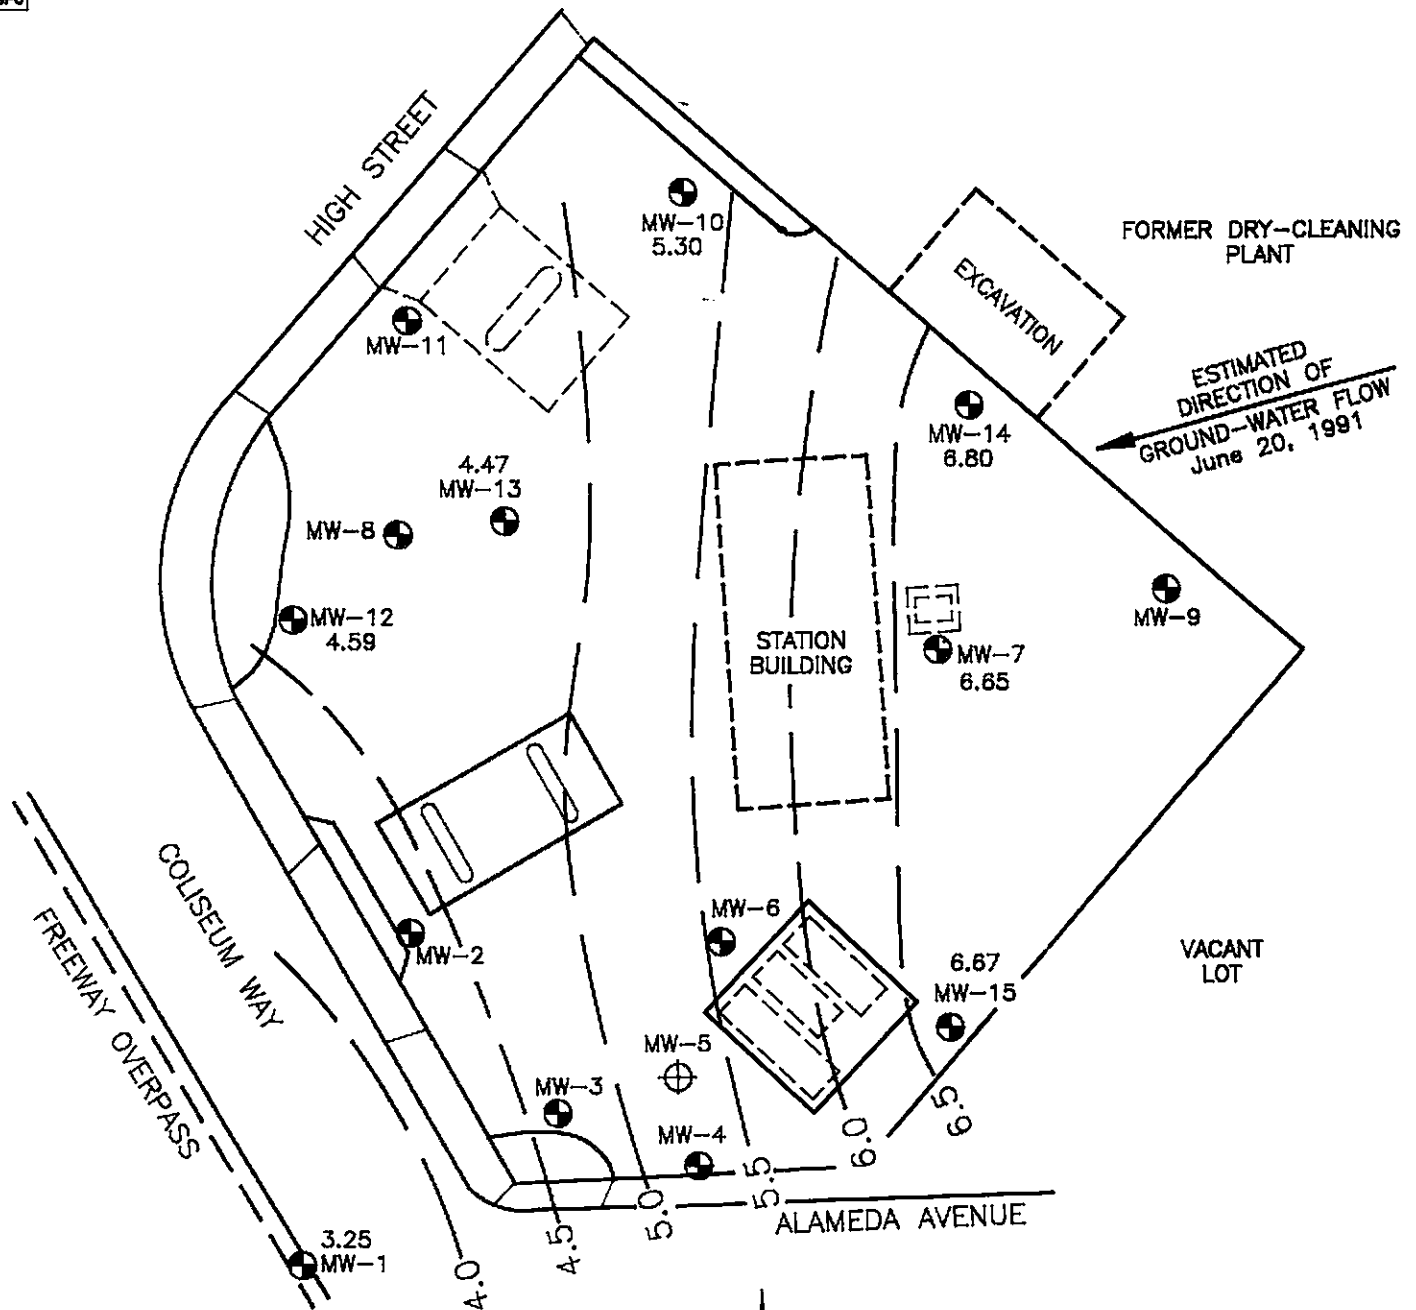 HIGH STREET
MW-10
5.30
FORMER DRY-CLEANING
PLANT
EXCAVATION
MW-11
ESTIMATED
DIRECTION OF
GROUND-WATER FLOW
June 20, 1991
MW-14
6.80
4.47
MW-13
MW-8
MW-12
4.59
MW-9
STATION
BUILDING
MW-7
6.65
COLISEUM WAY
FREEWAY OVERPASS
MW-2
MW-6
VACANT
LOT
6.67
MW-15
MW-5
MW-3
MW-4
6.5
6.0
5.5
5.0
4.5
4.0
ALAMEDA AVENUE
3.25
MW-1